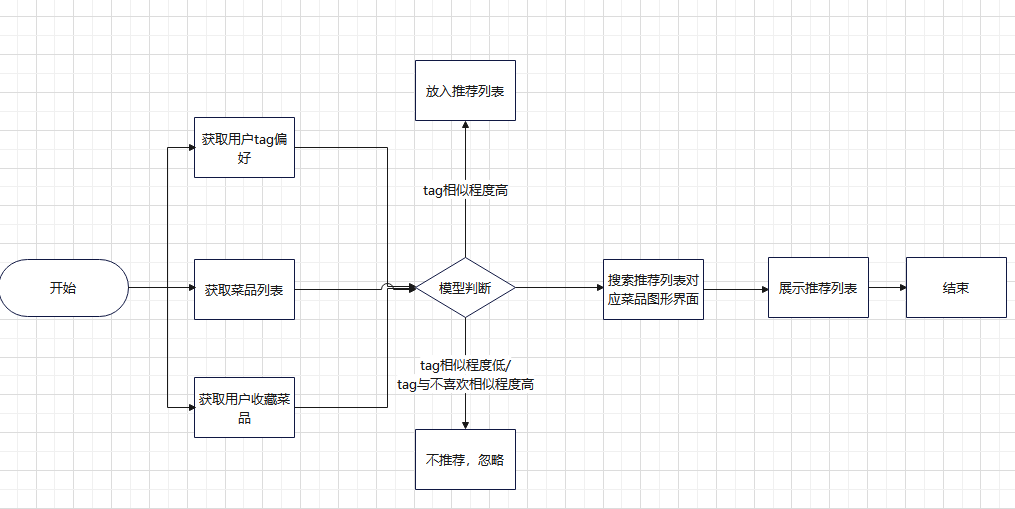 放入推荐列表
获取用户tag偏
好
tag相似程度高
开始
获取菜品列表
模型判断
搜索推荐列表对
应菜品图形界面
展示推荐列表
结束
tag相似程度低/
tag与不喜欢相似程度高
获取用户收藏菜
品
不推荐，忽略